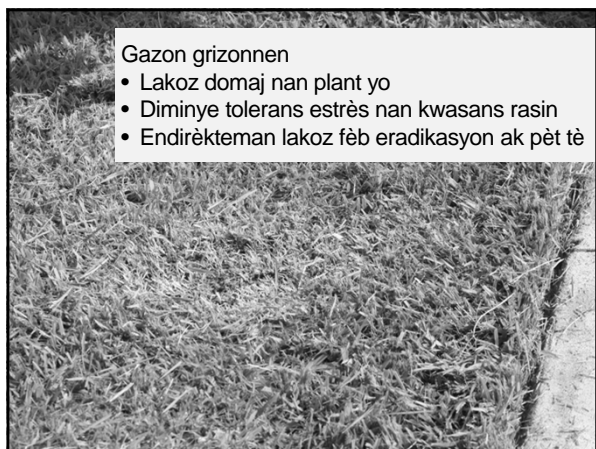 Gazon grizonnen
• Lakoz domaj nan plant yo
• Diminye tolerans estrès nan kwasans rasin
• Endirèkteman lakoz fèb eradikasyon ak pèt tè